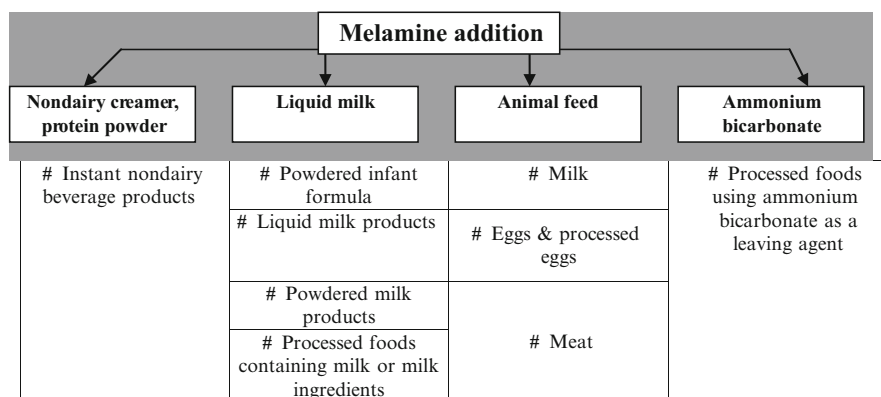 Melamine addition
Nondairy creamer,
protein powder
Liquid milk
Animal feed
Ammonium
bicarbonate
# Instant nondairy
beverage products
# Powdered infant
formula
# Liquid milk products
# Powdered milk
products
# Processed foods
containing milk or milk
ingredients
# Milk
# Eggs & processed
eggs
# Meat
# Processed foods
using ammonium
bicarbonate as a
leaving agent